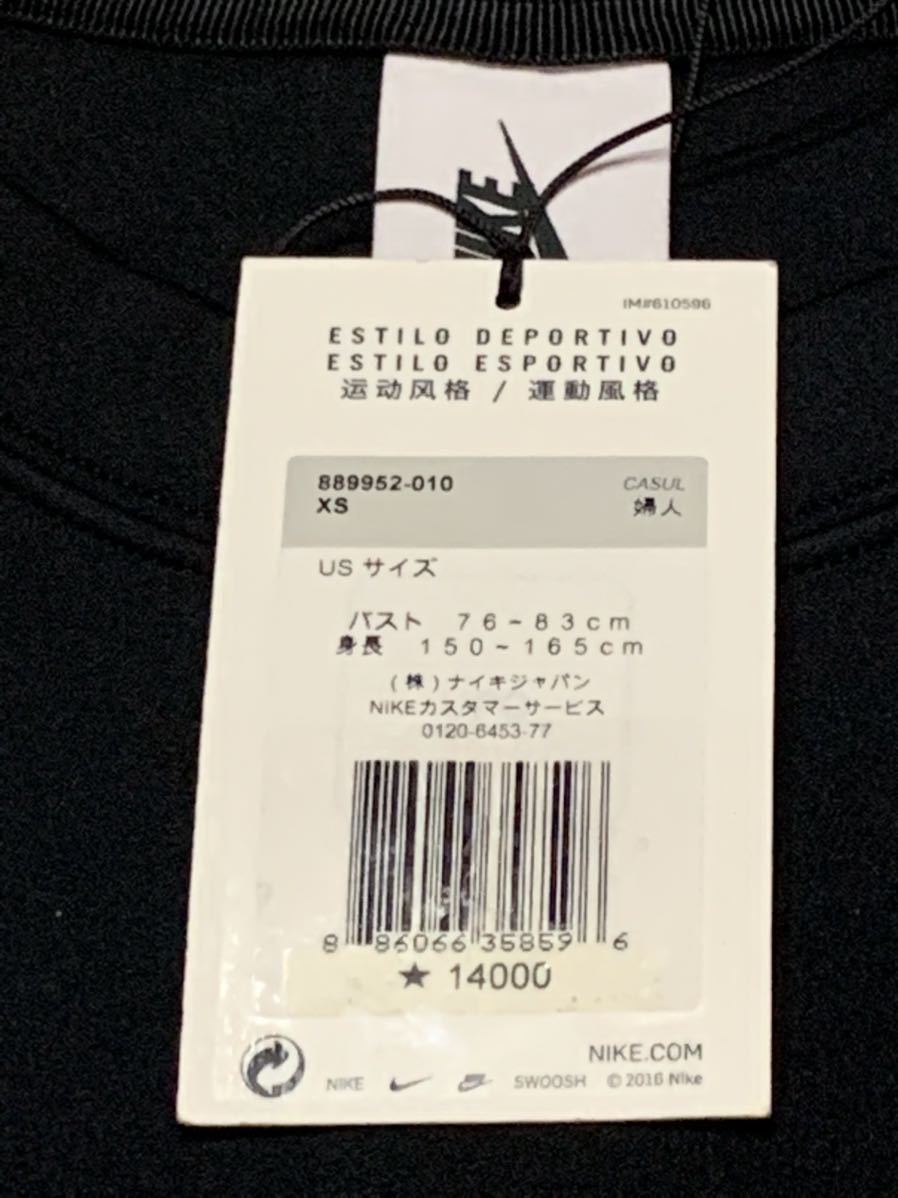 NIKE
IM#610596
ESTILO DEPORTIVO
ESTILO ESPORTIVO
运动风格 / 運動風格
889952-010 CASUL
XS 婦人
US サイズ
バスト 76~83cm
身長 150~165cm
(株)ナイキジャパン
NIKEカスタマーサービス
0120-6453-77
8 86066 35859 6
★ 14000
NIKE.COM
NIKE SWOOSH © 2016 Nike